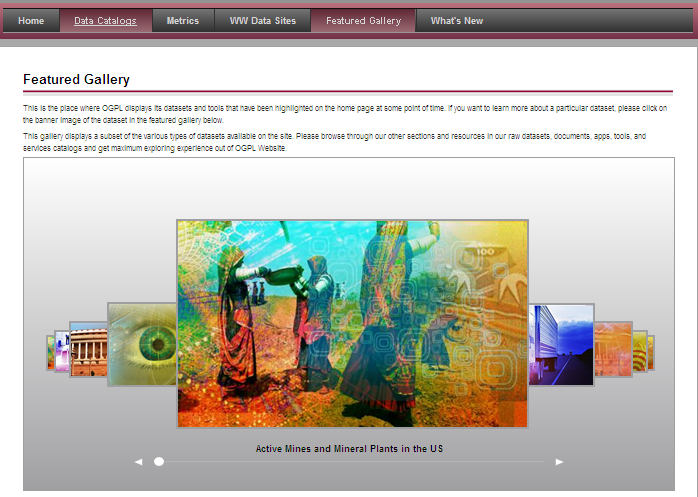 Home Data Catalogs Metrics WW Data Sites Featured Gallery What's New
Featured Gallery
This is the place where OGPL displays its datasets and tools that have been highlighted on the home page at some point of time. If you want to learn more about a particular dataset, please click on
the banner image of the dataset in the featured gallery below.
This gallery displays a subset of the various types of datasets available on the site. Please browse through our other sections and resources in our raw datasets, documents, apps, tools, and
services catalogs and get maximum exploring experience out of OGPL Website.
100
Active Mines and Mineral Plants in the US